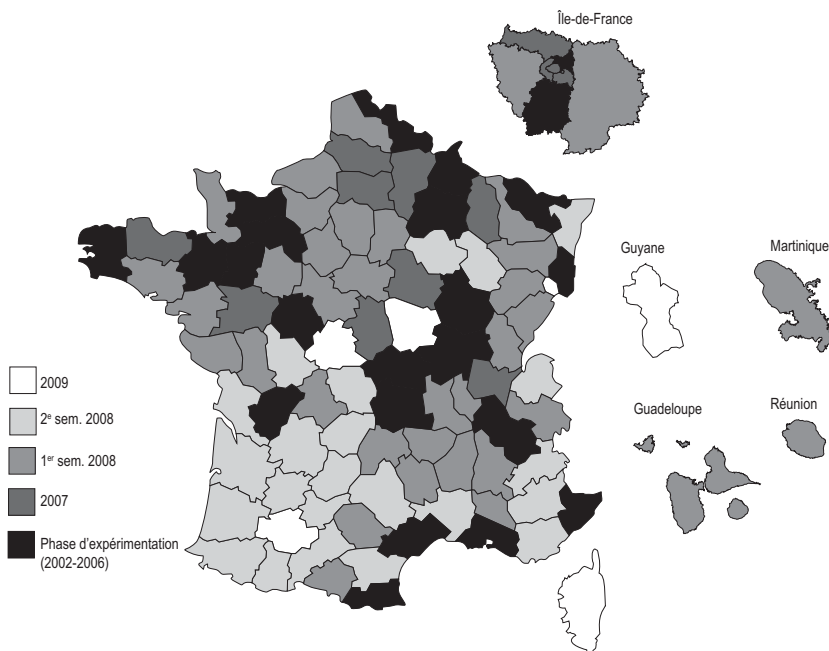 Île-de-France
Guyane
Martinique
Guadeloupe
Réunion
2009
2e sem. 2008
1er sem. 2008
2007
Phase d'expérimentation
(2002-2006)